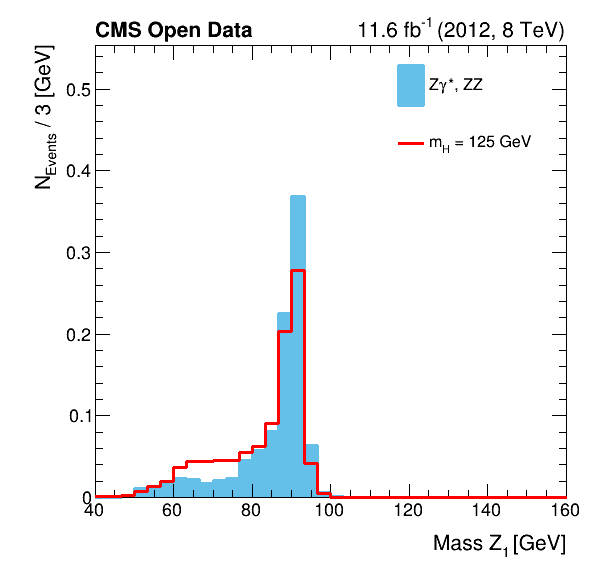 CMS Open Data
11.6 fb⁻¹ (2012, 8 TeV)
N_Events / 3 [GeV]
Zγ*, ZZ
m_H = 125 GeV
0.5
0.4
0.3
0.2
0.1
0
40 60 80 100 120 140 160
Mass Z₁ [GeV]